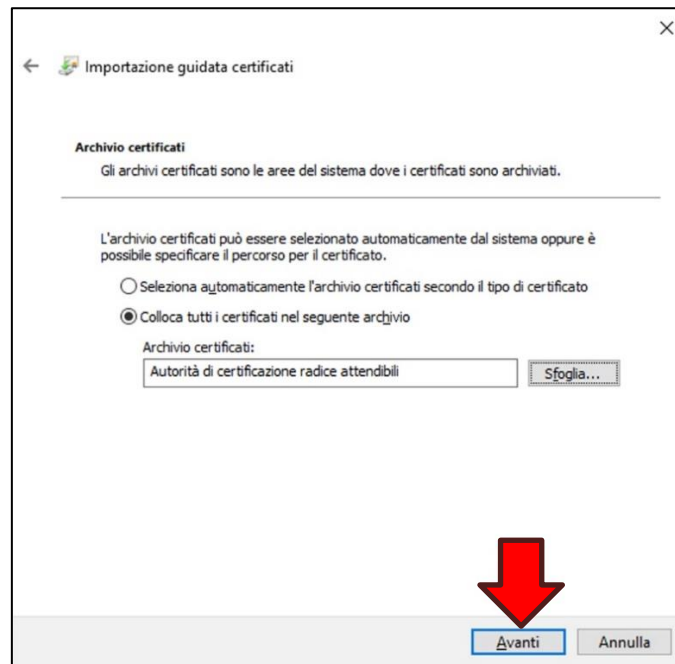 Importazione guidata certificati
Archivio certificati
Gli archivi certificati sono le aree del sistema dove i certificati sono archiviati.
L'archivio certificati può essere selezionato automaticamente dal sistema oppure è
possibile specificare il percorso per il certificato.
Seleziona automaticamente l'archivio certificati secondo il tipo di certificato
Colloca tutti i certificati nel seguente archivio
Archivio certificati:
Autorità di certificazione radice attendibili
Sfoglia...
Avanti
Annulla